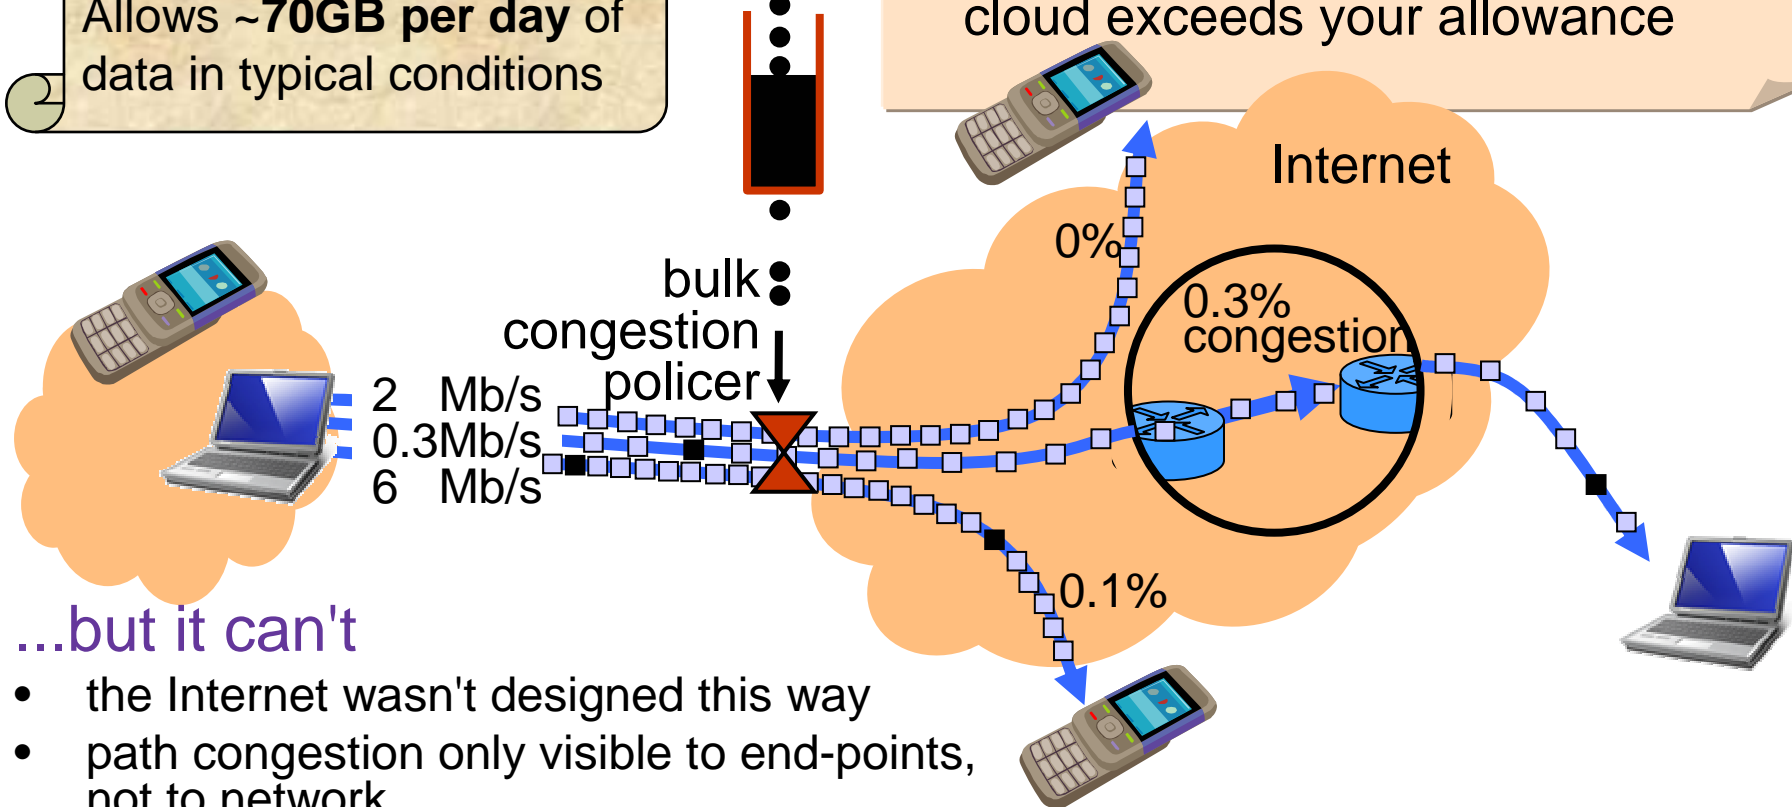 Allows ~70GB per day of
data in typical conditions
cloud exceeds your allowance
Internet
0%
bulk
congestion
policer
0.3%
congestion
2 Mb/s
0.3Mb/s
6 Mb/s
0.1%
...but it can't
• the Internet wasn't designed this way
• path congestion only visible to end-points,
not to network